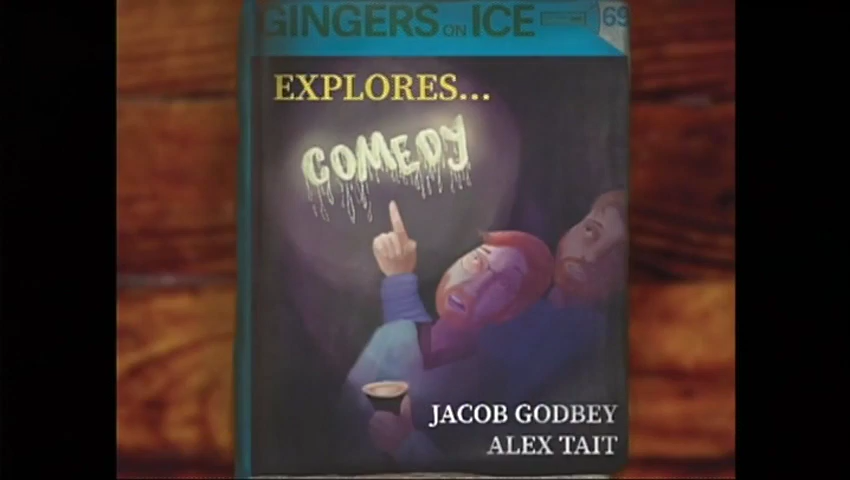 GINGERS ON ICE 69
EXPLORES...
COMEDY
JACOB GODBEY
ALEX TAIT